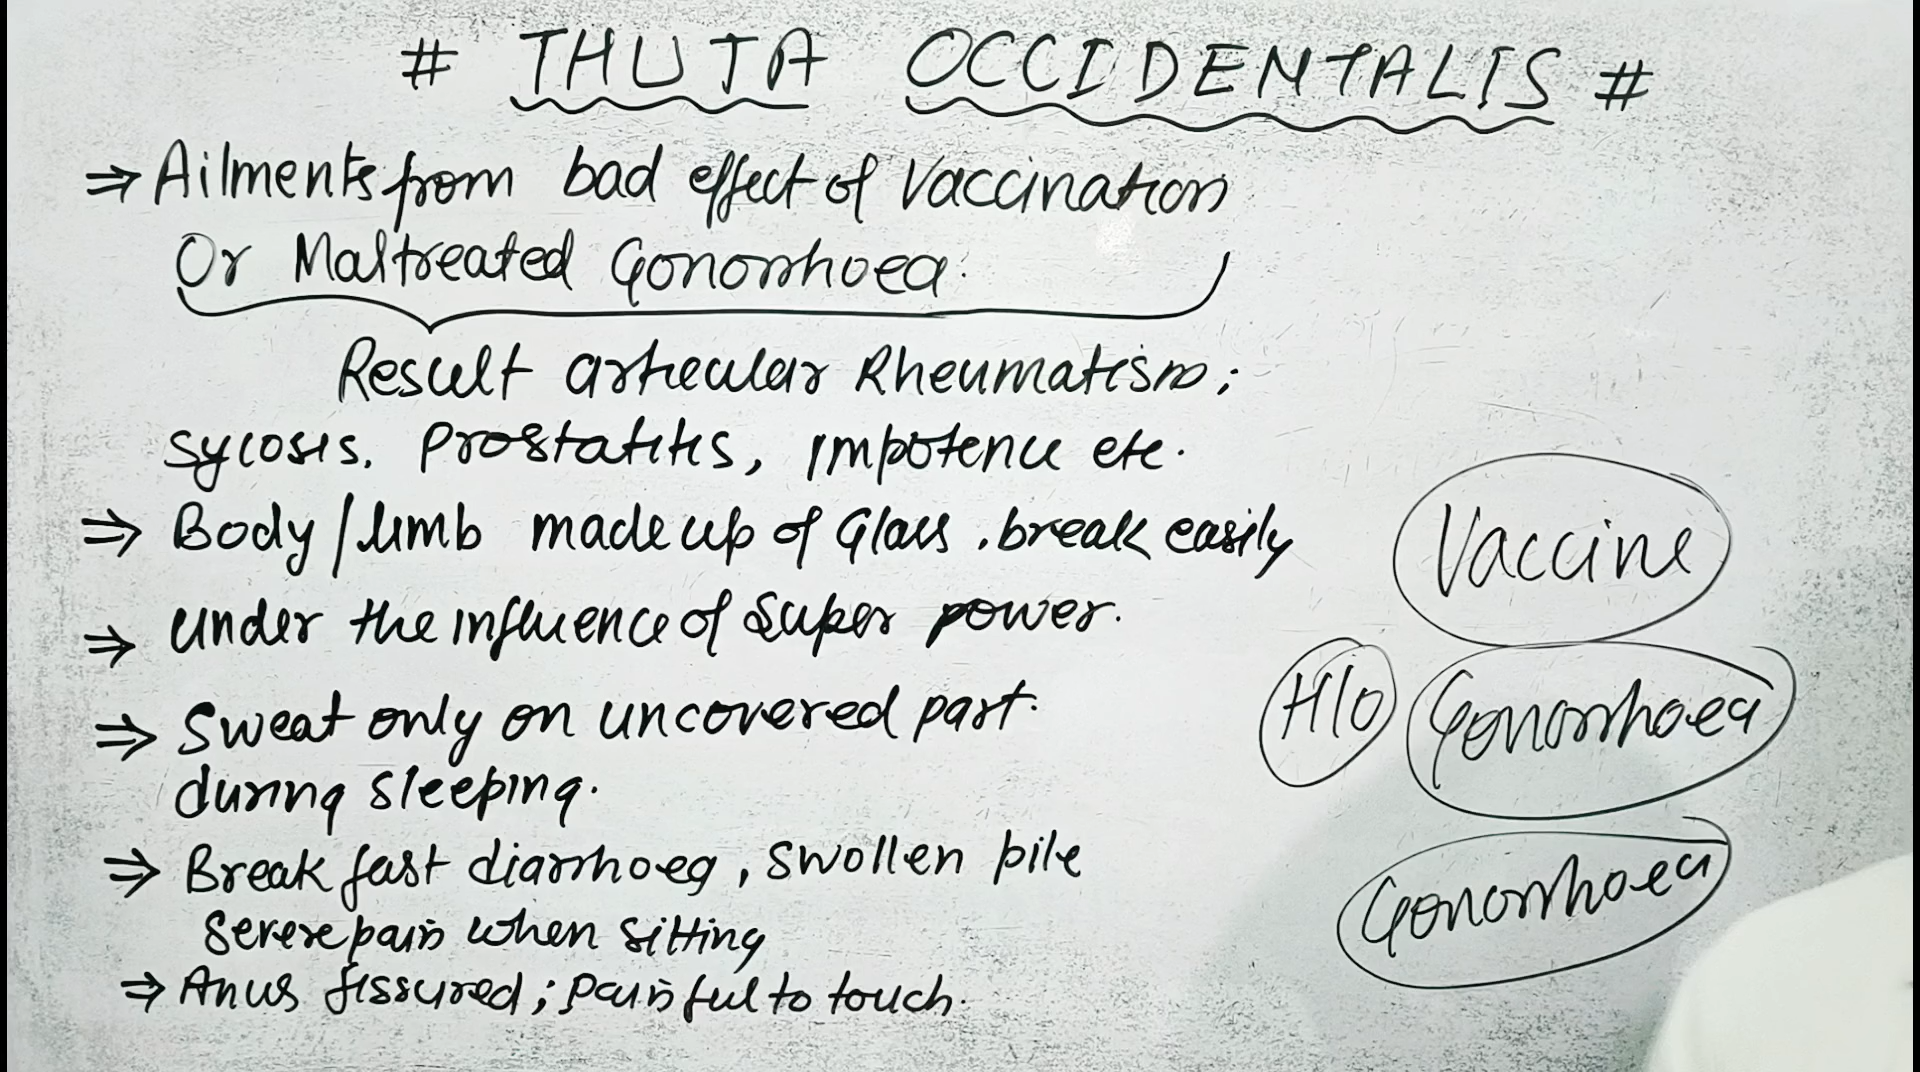 # THUJA OCCIDENTALIS #
⇒ Ailments from bad effect of Vaccination
Or Maltreated Gonorrhoea.
Result articular Rheumatism;
Sycosis. Prostatitis, impotence etc.
⇒ Body/limb made up of Glass. break easily
⇒ under the influence of Super power.
⇒ Sweat only on uncovered part.
during sleeping.
⇒ Break fast diarrhoea, swollen pile
Severe pain when sitting
⇒ Anus fissured; painful to touch.
Vaccine
H/o Gonorrhoea
Gonorrhoea